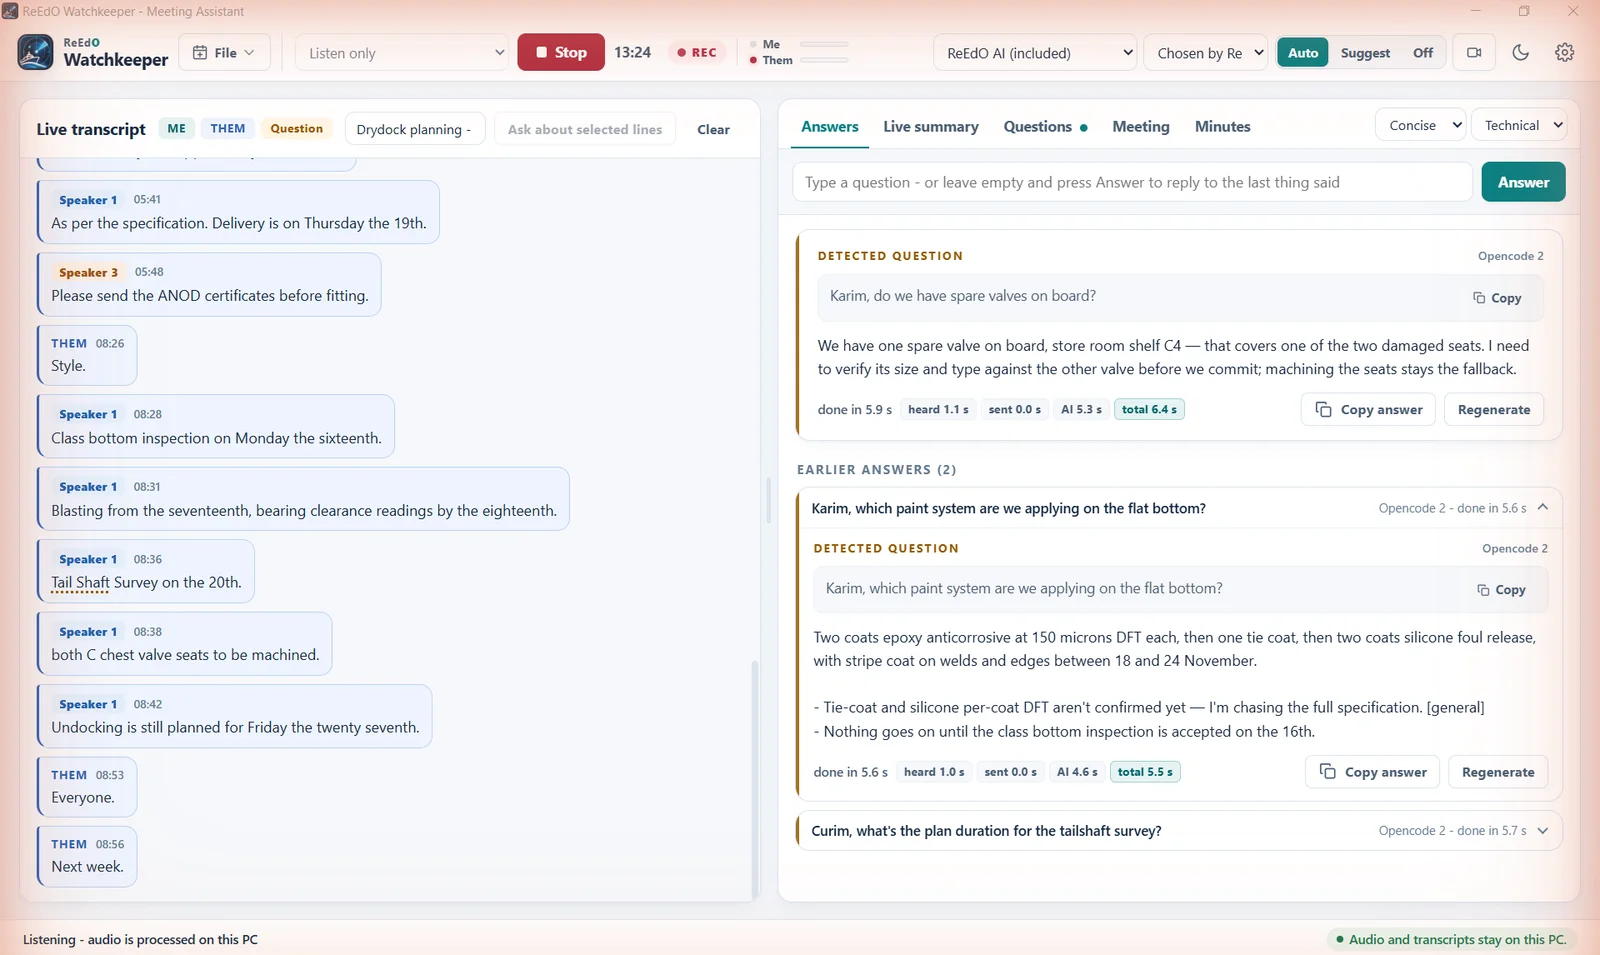 ReEdO Watchkeeper - Meeting Assistant
ReEdO
Watchkeeper
File
Listen only
Stop
13:24
REC
Me
Them
ReEdO AI (included)
Chosen by Re
Auto
Suggest
Off
Live transcript
ME
THEM
Question
Drydock planning -
Ask about selected lines
Clear
Speaker 1 05:41
As per the specification. Delivery is on Thursday the 19th.
Speaker 3 05:48
Please send the ANOD certificates before fitting.
THEM 08:26
Style.
Speaker 1 08:28
Class bottom inspection on Monday the sixteenth.
Speaker 1 08:31
Blasting from the seventeenth, bearing clearance readings by the eighteenth.
Speaker 1 08:36
Tail Shaft Survey on the 20th.
Speaker 1 08:38
both C chest valve seats to be machined.
Speaker 1 08:42
Undocking is still planned for Friday the twenty seventh.
THEM 08:53
Everyone.
THEM 08:56
Next week.
Answers
Live summary
Questions
Meeting
Minutes
Concise
Technical
Type a question - or leave empty and press Answer to reply to the last thing said
Answer
DETECTED QUESTION
Opencode 2
Karim, do we have spare valves on board?
Copy
We have one spare valve on board, store room shelf C4 — that covers one of the two damaged seats. I need
to verify its size and type against the other valve before we commit; machining the seats stays the fallback.
done in 5.9 s
heard 1.1 s
sent 0.0 s
AI 5.3 s
total 6.4 s
Copy answer
Regenerate
EARLIER ANSWERS (2)
Karim, which paint system are we applying on the flat bottom?
Opencode 2 - done in 5.6 s
DETECTED QUESTION
Opencode 2
Karim, which paint system are we applying on the flat bottom?
Copy
Two coats epoxy anticorrosive at 150 microns DFT each, then one tie coat, then two coats silicone foul release,
with stripe coat on welds and edges between 18 and 24 November.
- Tie-coat and silicone per-coat DFT aren't confirmed yet — I'm chasing the full specification. [general]
- Nothing goes on until the class bottom inspection is accepted on the 16th.
done in 5.6 s
heard 1.0 s
sent 0.0 s
AI 4.6 s
total 5.5 s
Copy answer
Regenerate
Curim, what's the plan duration for the tailshaft survey?
Opencode 2 - done in 5.7 s
Listening - audio is processed on this PC
Audio and transcripts stay on this PC.